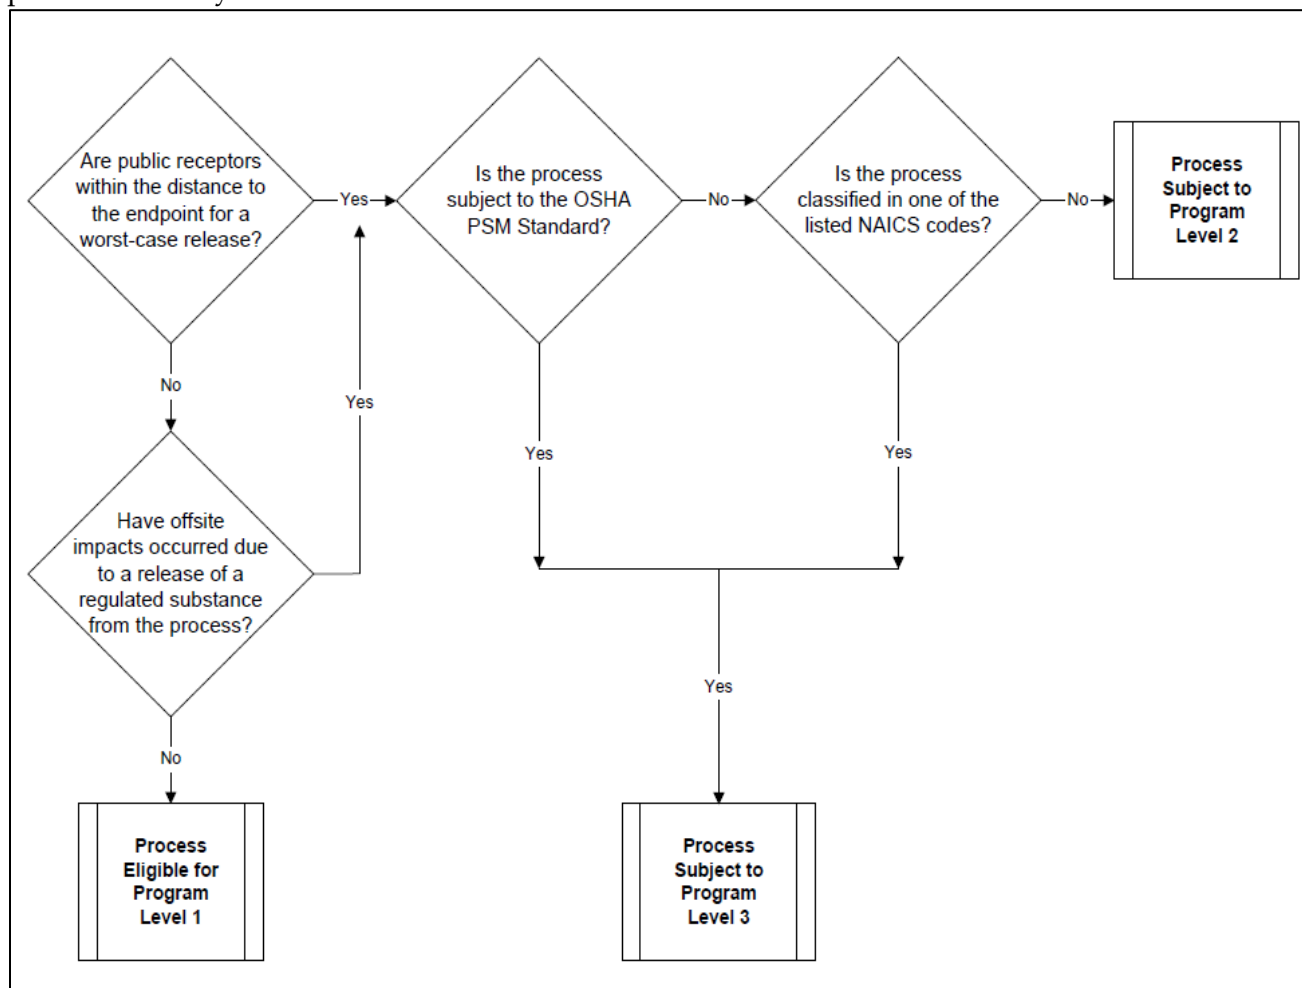 Are public receptors
within the distance to
the endpoint for a
worst-case release?
Yes
Is the process
subject to the OSHA
PSM Standard?
No
Is the process
classified in one of the
listed NAICS codes?
No
Process
Subject to
Program
Level 2
No
Yes
Yes
Yes
Have offsite
impacts occurred due
to a release of a
regulated substance
from the process?
Yes
No
Process
Eligible for
Program
Level 1
Process
Subject to
Program
Level 3